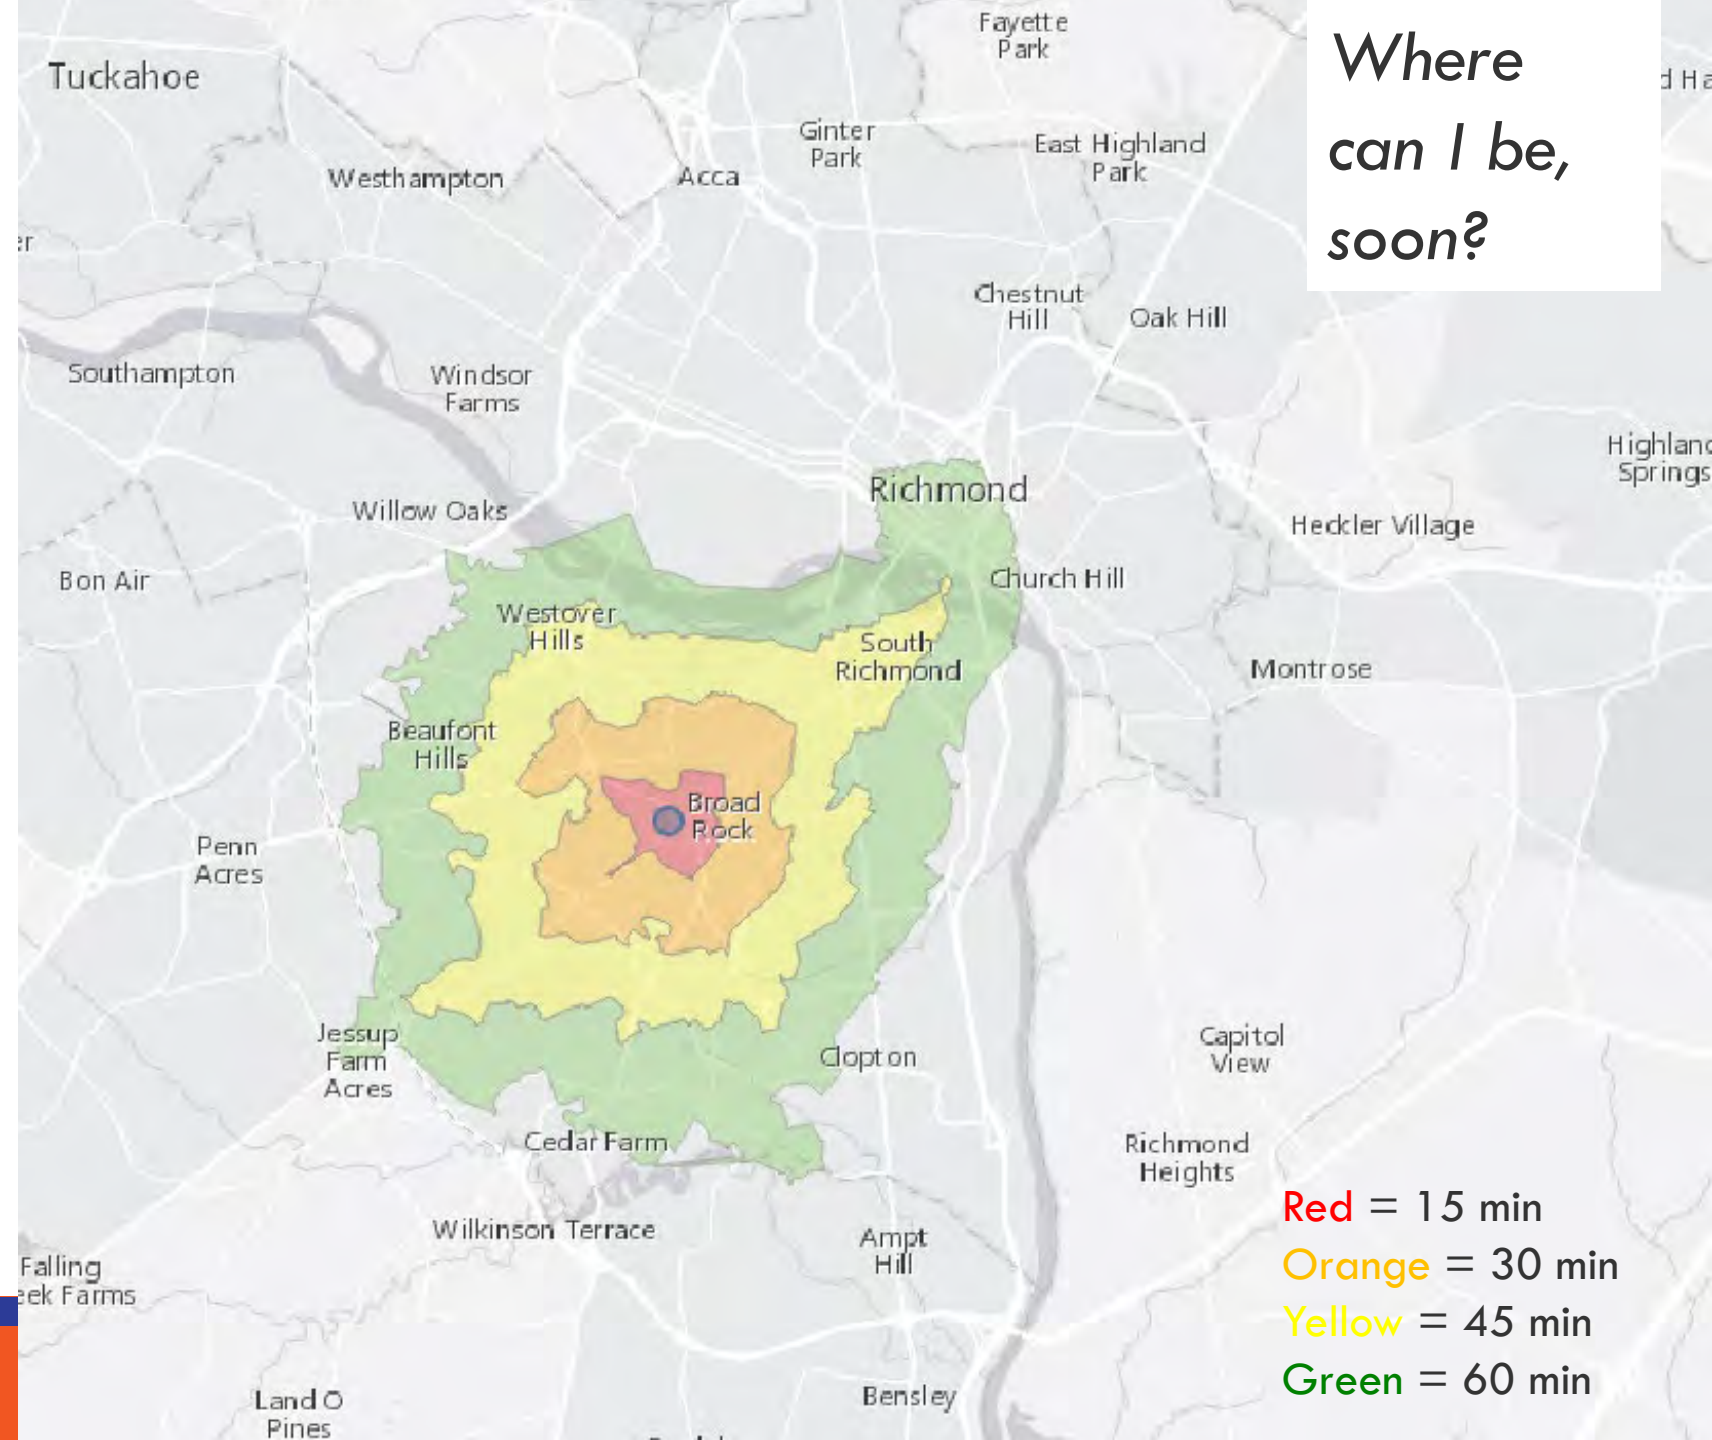 Where
can I be,
soon?
Fayette
Park
Tuckahoe
Ginter
Park
East Highland
Park
Westhampton
Acca
Chestnut
Hill
Oak Hill
Southampton
Windsor
Farms
Springs
Richmond
Willow Oaks
Heckler Village
Bon Air
Church Hill
Westover
Hills
South
Richmond
Montrose
Beaufont
Hills
Broad
Rock
Penn
Acres
Jessup
Farm
Acres
Clopton
Capitol
View
Cedar Farm
Richmond
Heights
Wilkinson Terrace
Ampt
Hill
Falling
Farms
Land O
Pines
Bensley
Red = 15 min
Orange = 30 min
Yellow = 45 min
Green = 60 min